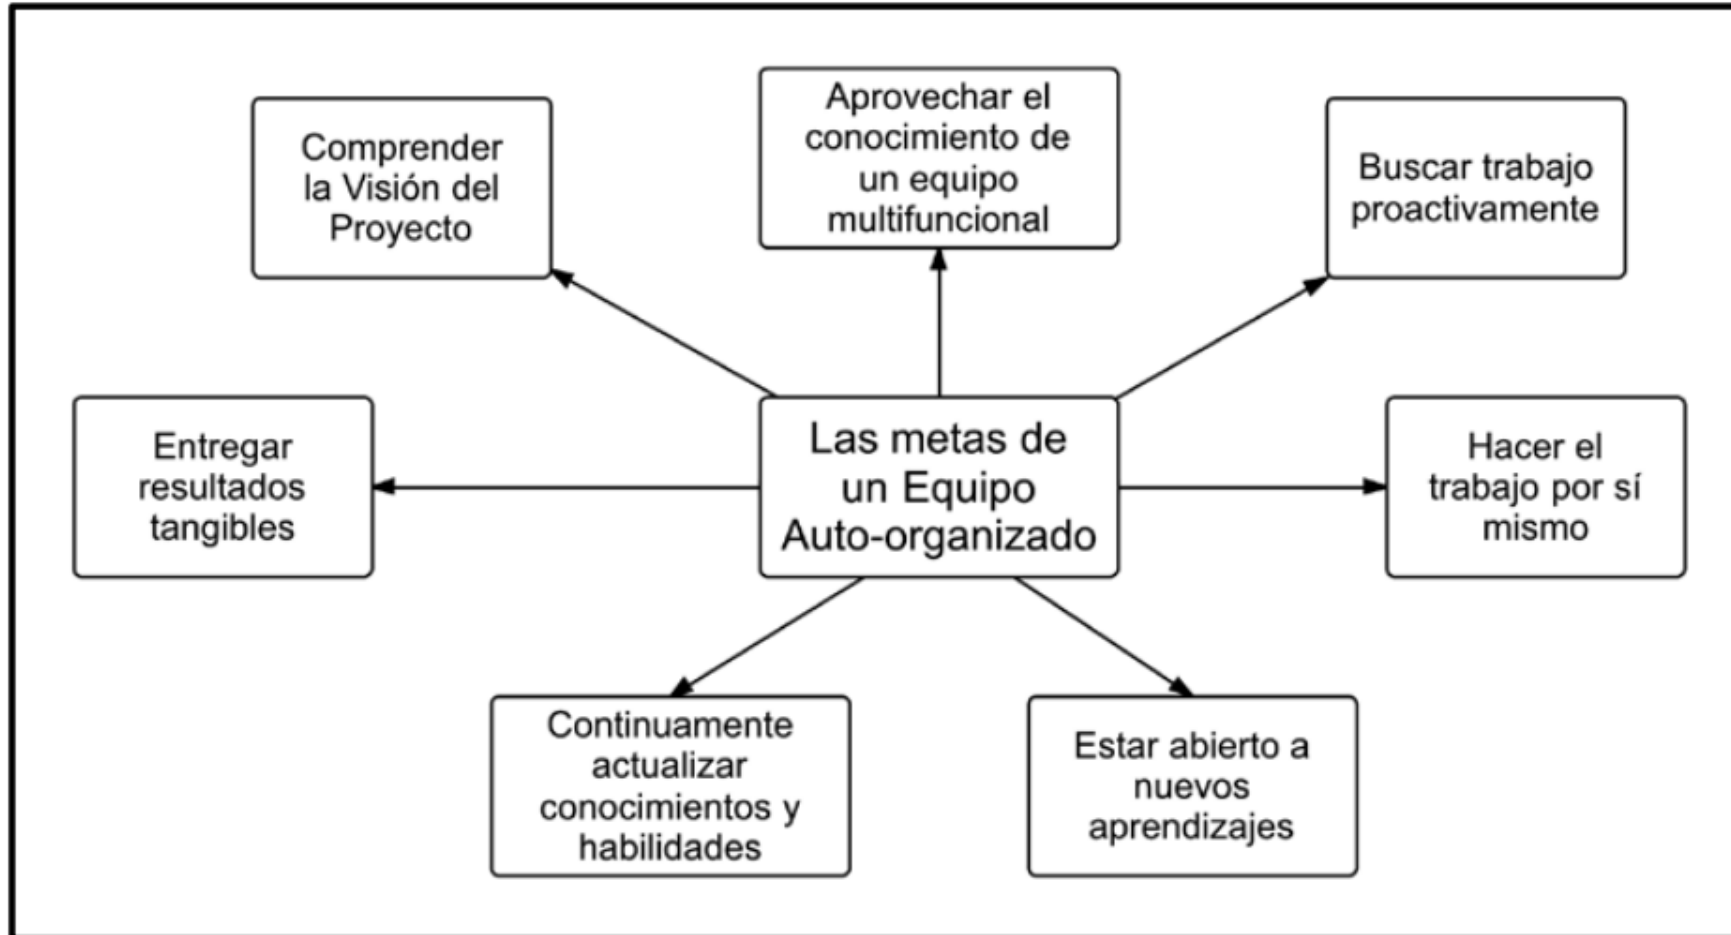 Comprender
la Visión del
Proyecto
Aprovechar el
conocimiento de
un equipo
multifuncional
Buscar trabajo
proactivamente
Entregar
resultados
tangibles
Las metas de
un Equipo
Auto-organizado
Hacer el
trabajo por sí
mismo
Continuamente
actualizar
conocimientos y
habilidades
Estar abierto a
nuevos
aprendizajes